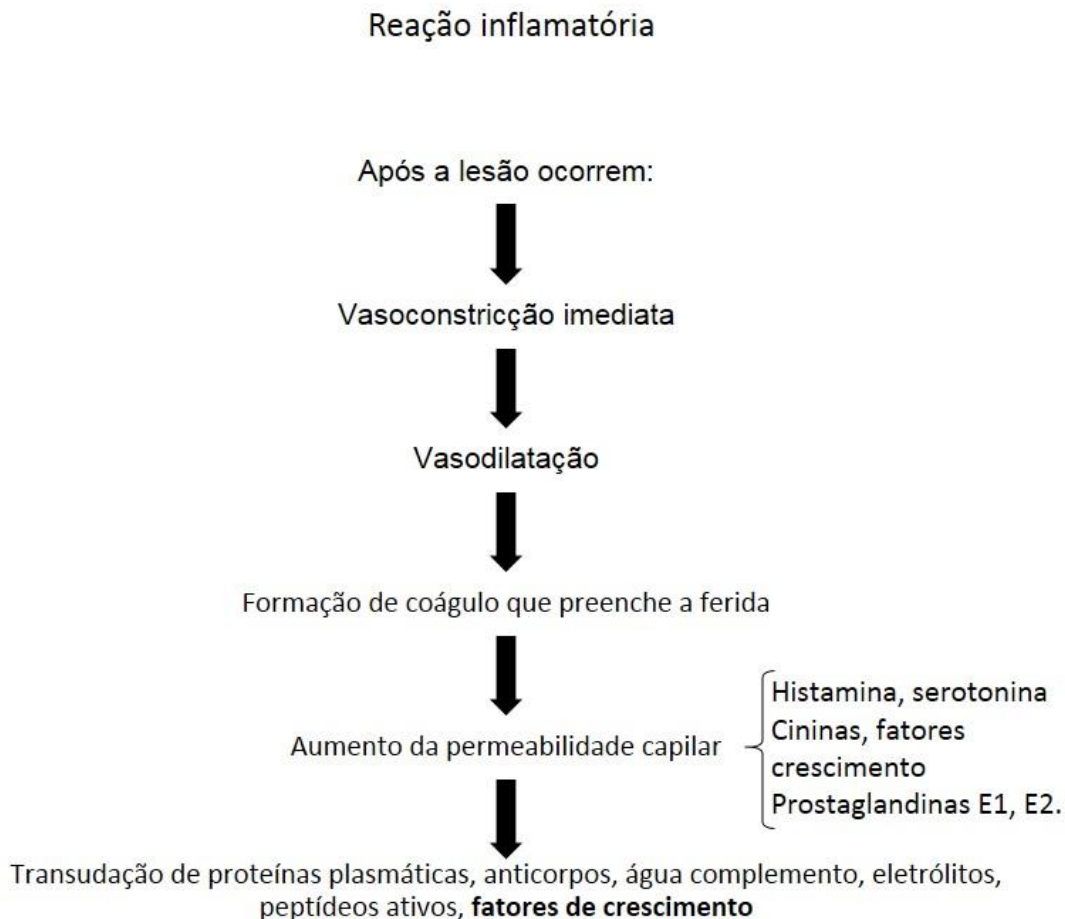 Reação inflamatória
Após a lesão ocorrem:
Vasoconstricção imediata
Vasodilatação
Formação de coágulo que preenche a ferida
Aumento da permeabilidade capilar
Histamina, serotonina
Cininas, fatores
crescimento
Prostaglandinas E1, E2.
Transudação de proteínas plasmáticas, anticorpos, água complemento, eletrólitos,
peptídeos ativos, fatores de crescimento